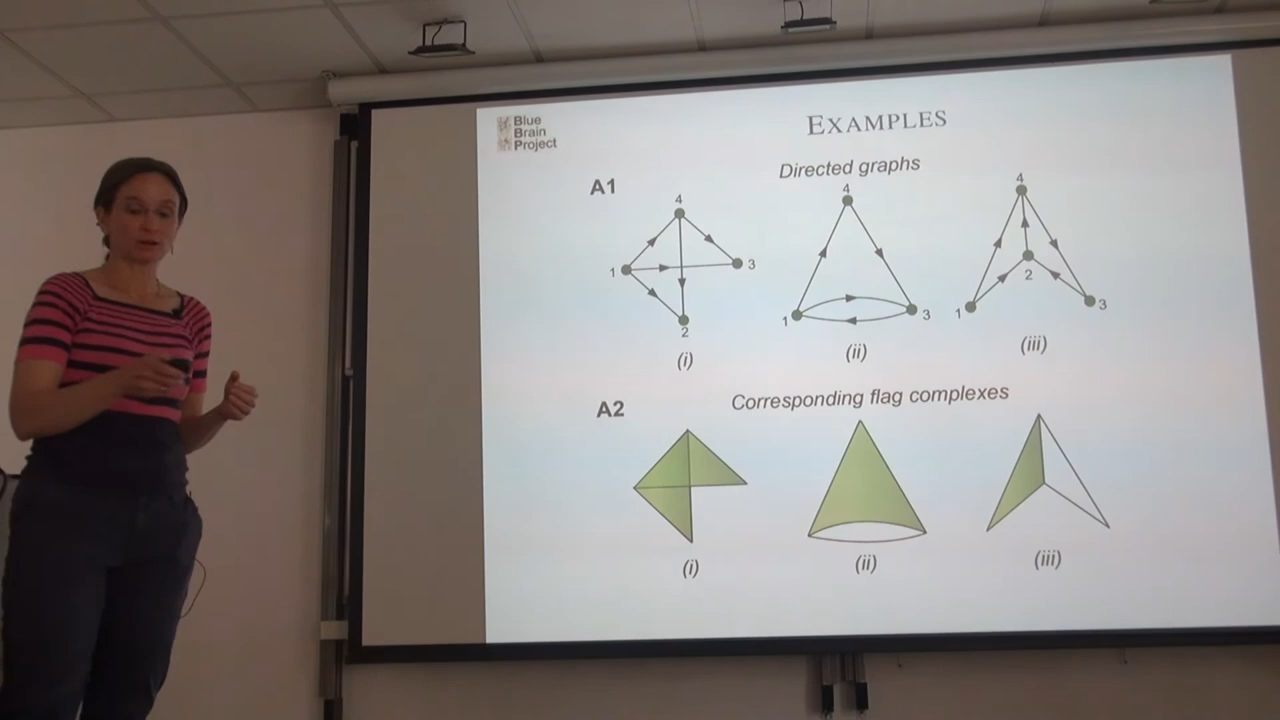 Blue
Brain
Project
EXAMPLES
Directed graphs
A1
4
1
3
2
(i)
4
1
3
(ii)
4
2
1
3
(iii)
Corresponding flag complexes
A2
(i)
(ii)
(iii)